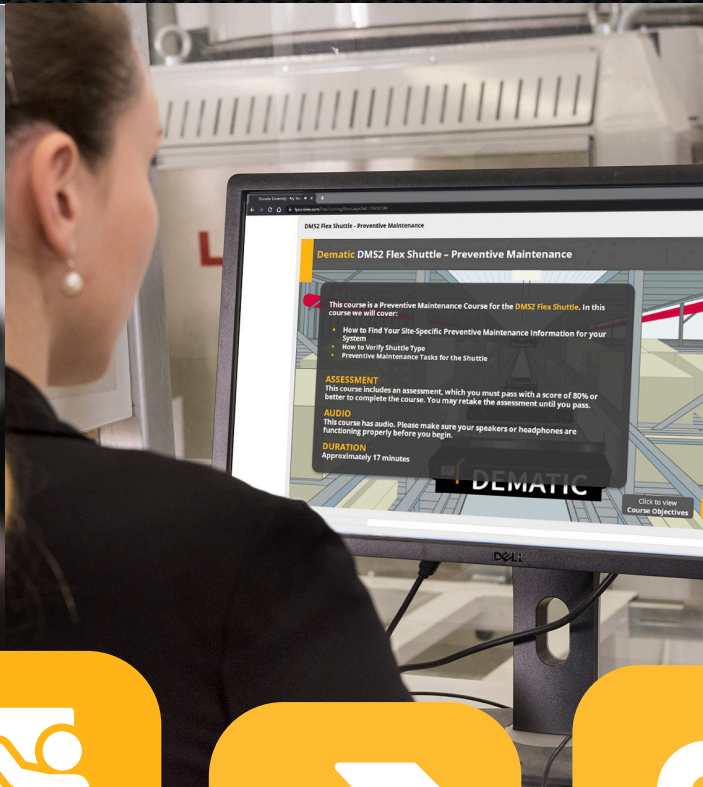 Dematic University - My Tra
DMS2 Flex Shuttle - Preventive Maintenance
Dematic DMS2 Flex Shuttle – Preventive Maintenance
This course is a Preventive Maintenance Course for the DMS2 Flex Shuttle. In this
course we will cover:
• How to Find Your Site-Specific Preventive Maintenance Information for your
System
• How to Verify Shuttle Type
• Preventive Maintenance Tasks for the Shuttle
ASSESSMENT
This course includes an assessment, which you must pass with a score of 80% or
better to complete the course. You may retake the assessment until you pass.
AUDIO
This course has audio. Please make sure your speakers or headphones are
functioning properly before you begin.
DURATION
Approximately 17 minutes
DEMATIC
Click to view
Course Objectives
DELL